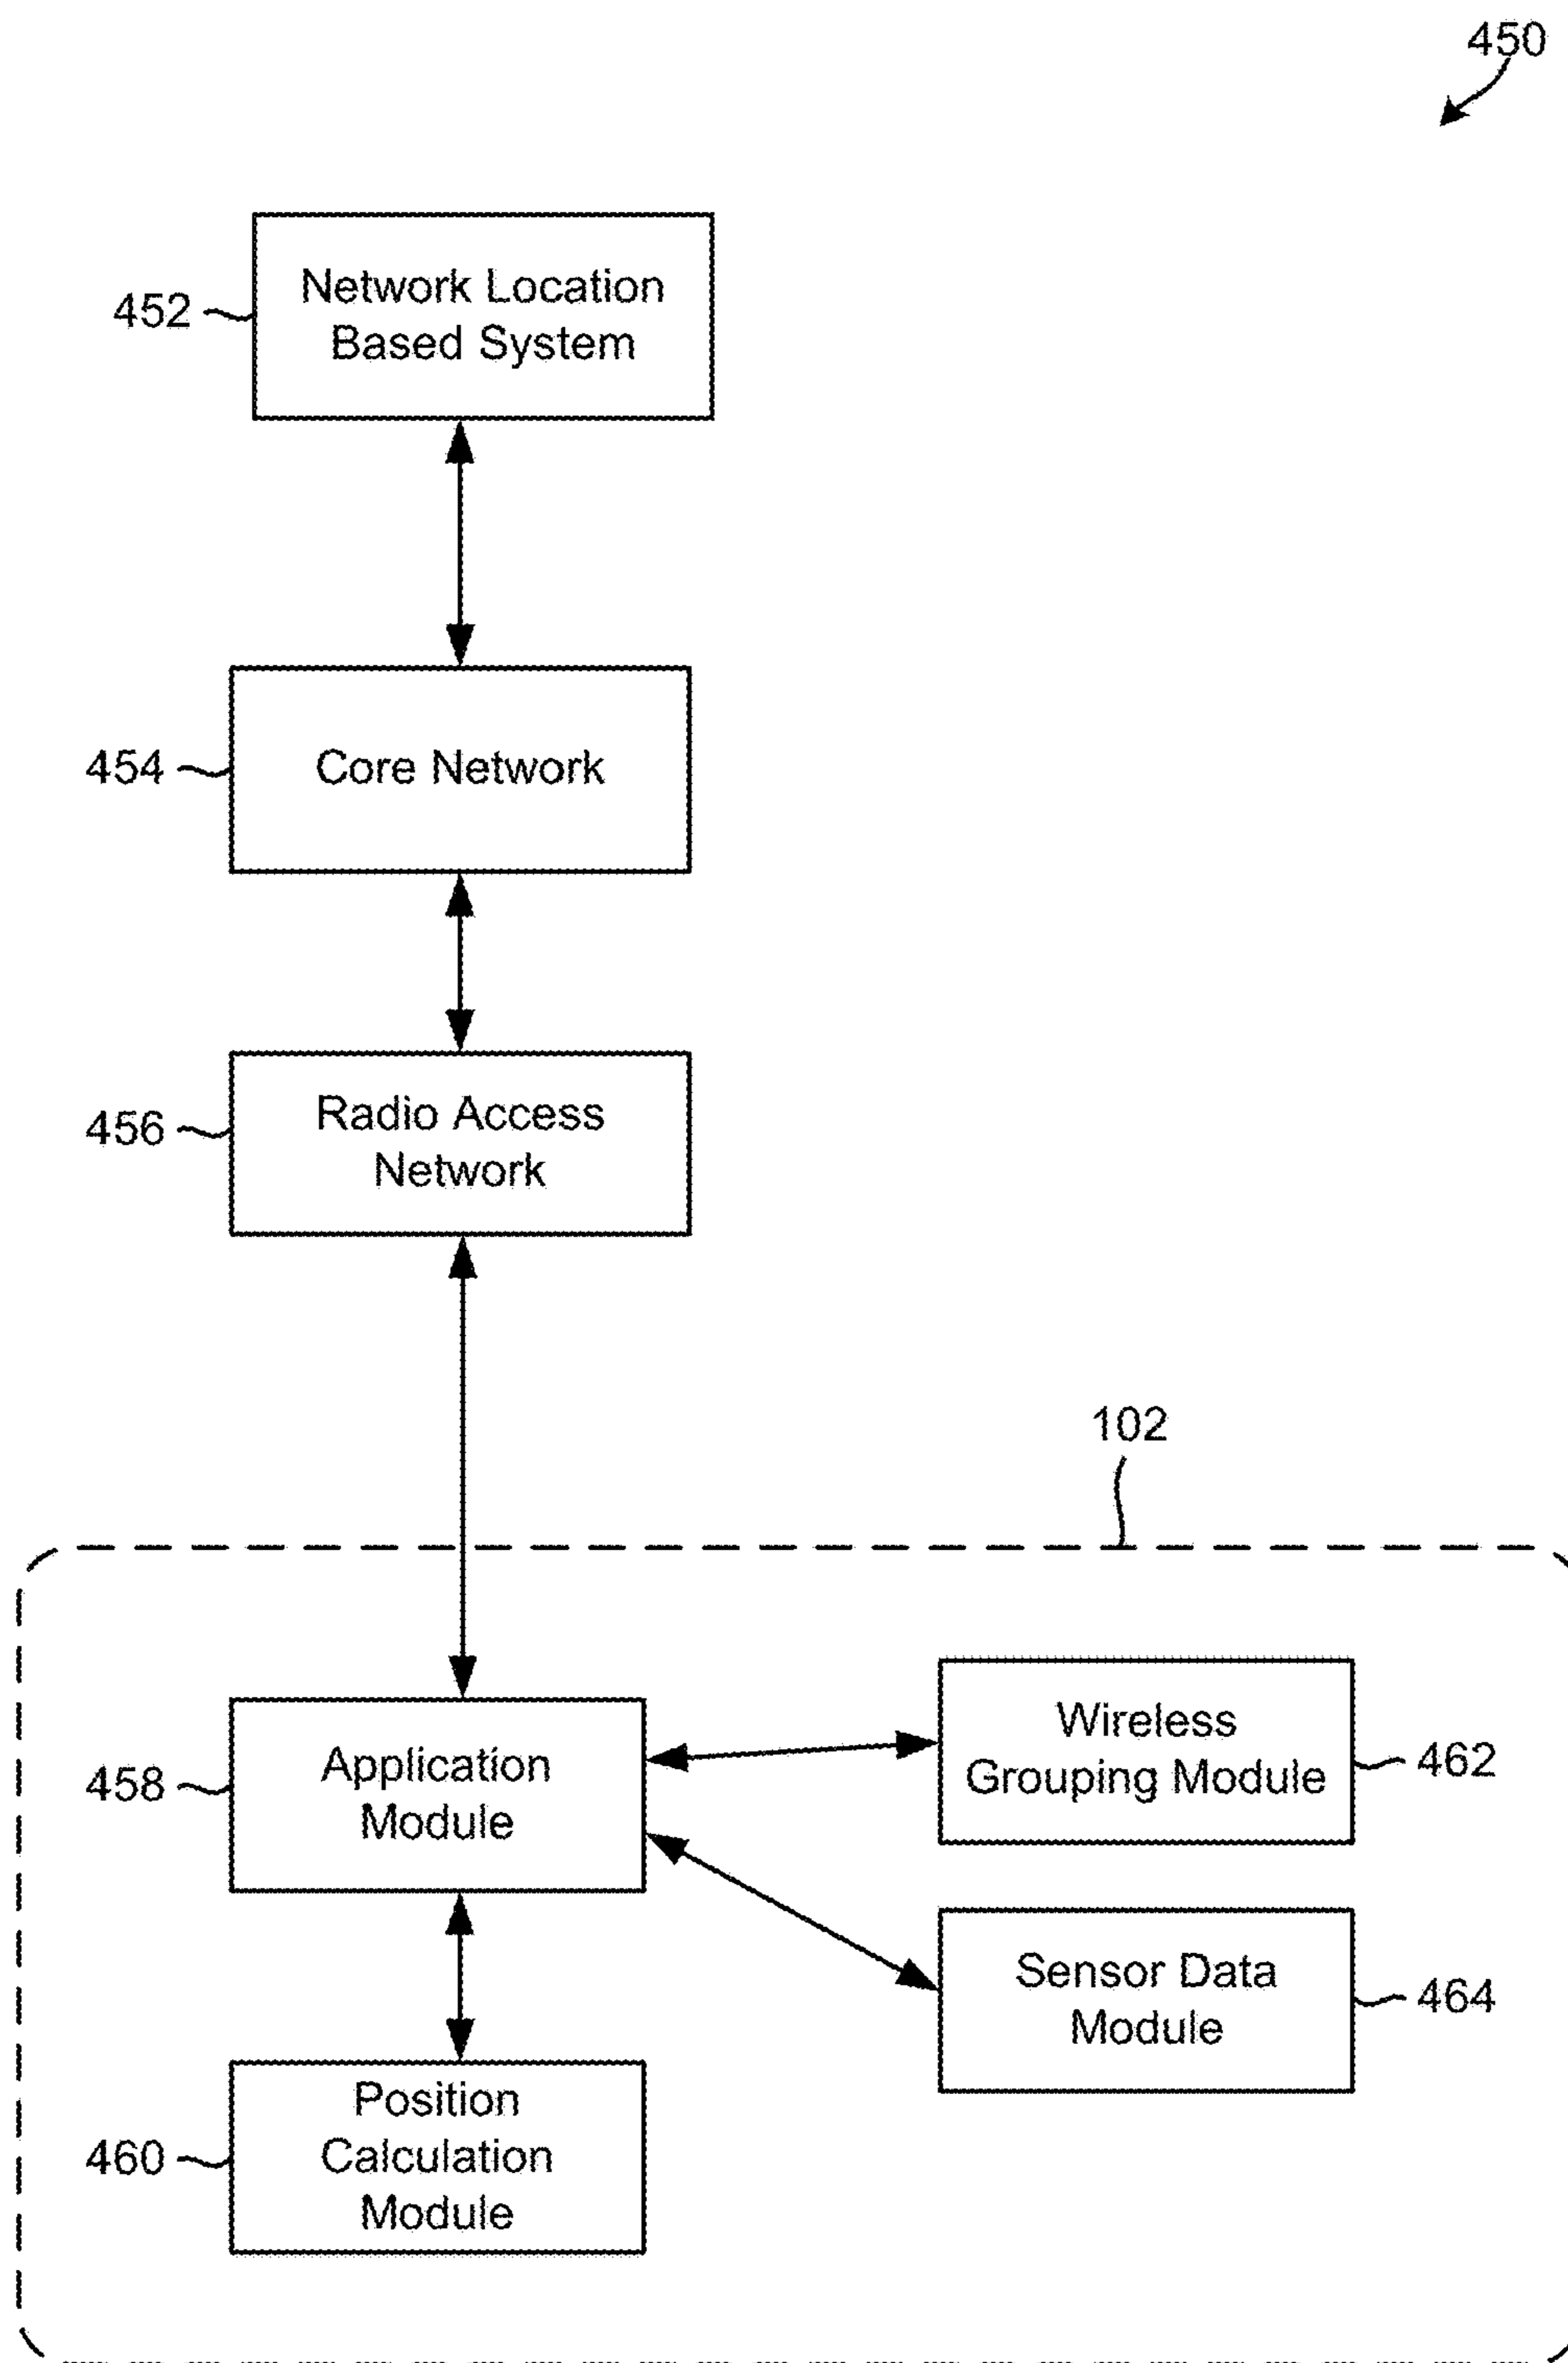 450
Network Location
Based System
452
Core Network
454
Radio Access
Network
456
102
Application
Module
458
Wireless
Grouping Module
462
Sensor Data
Module
464
Position
Calculation
Module
460